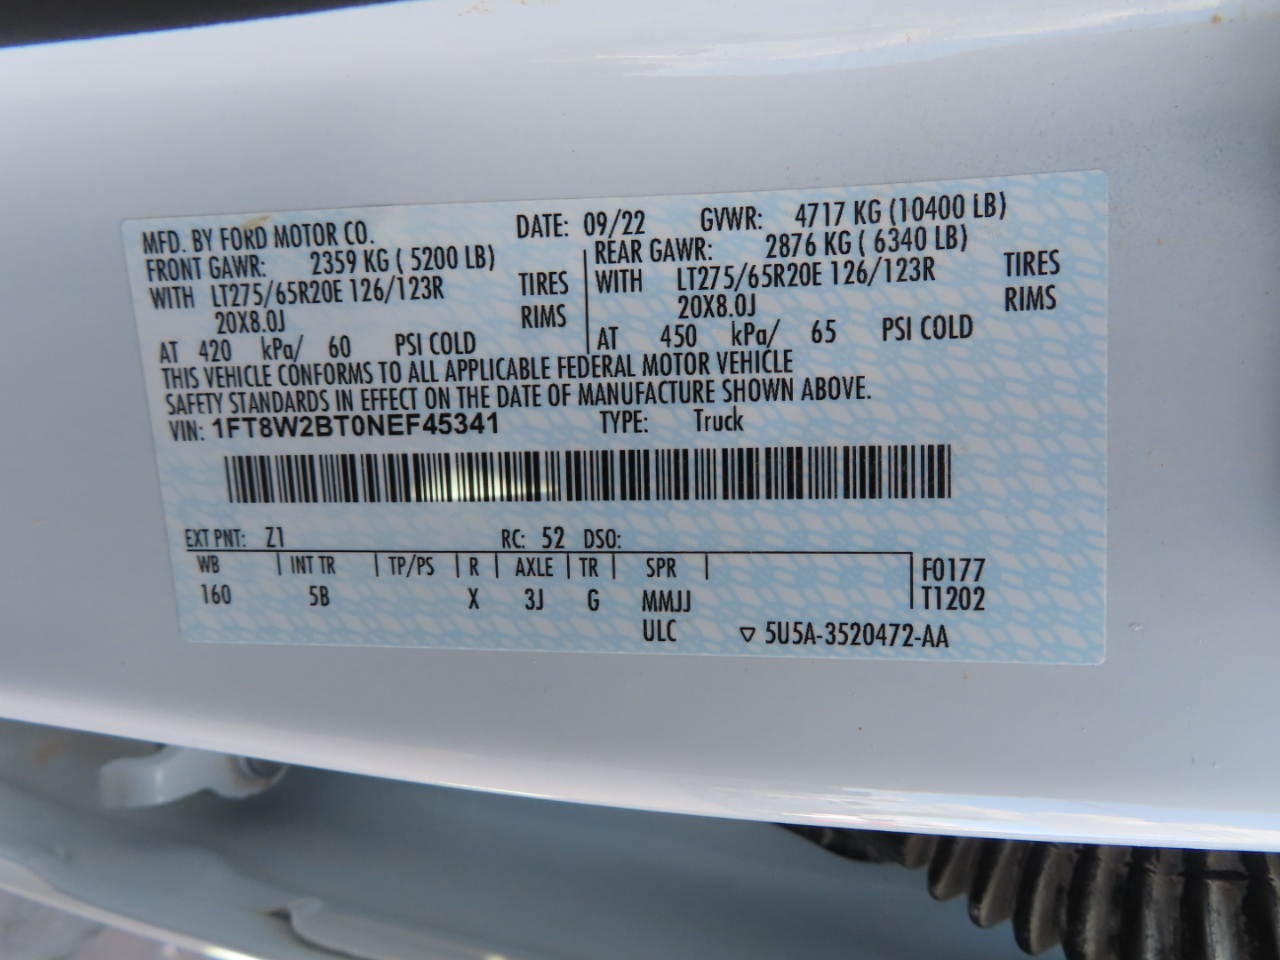 MFD. BY FORD MOTOR CO. DATE: 09/22 GVWR: 4717 KG (10400 LB)
FRONT GAWR: 2359 KG ( 5200 LB) REAR GAWR: 2876 KG ( 6340 LB)
WITH LT275/65R20E 126/123R TIRES WITH LT275/65R20E 126/123R TIRES
20X8.0J RIMS 20X8.0J RIMS
AT 420 kPa/ 60 PSI COLD AT 450 kPa/ 65 PSI COLD
THIS VEHICLE CONFORMS TO ALL APPLICABLE FEDERAL MOTOR VEHICLE
SAFETY STANDARDS IN EFFECT ON THE DATE OF MANUFACTURE SHOWN ABOVE.
VIN: 1FT8W2BT0NEF45341 TYPE: Truck
EXT PNT: Z1 RC: 52 DSO:
WB INT TR TP/PS R AXLE TR SPR F0177
160 5B X 3J G MMJJ T1202
ULC ▽ 5U5A-3520472-AA